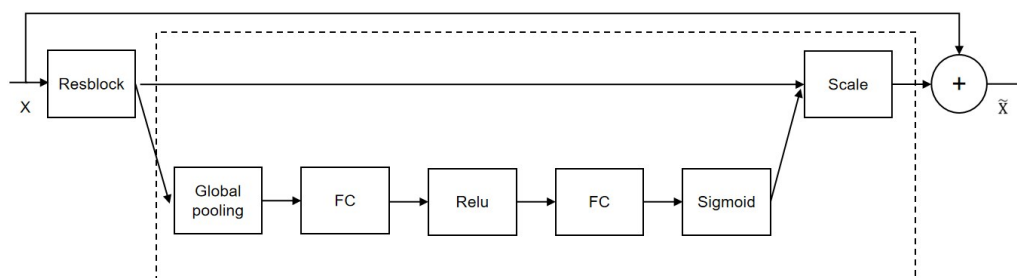 Resblock
Scale
+
X
x̃
Global
pooling
FC
Relu
FC
Sigmoid